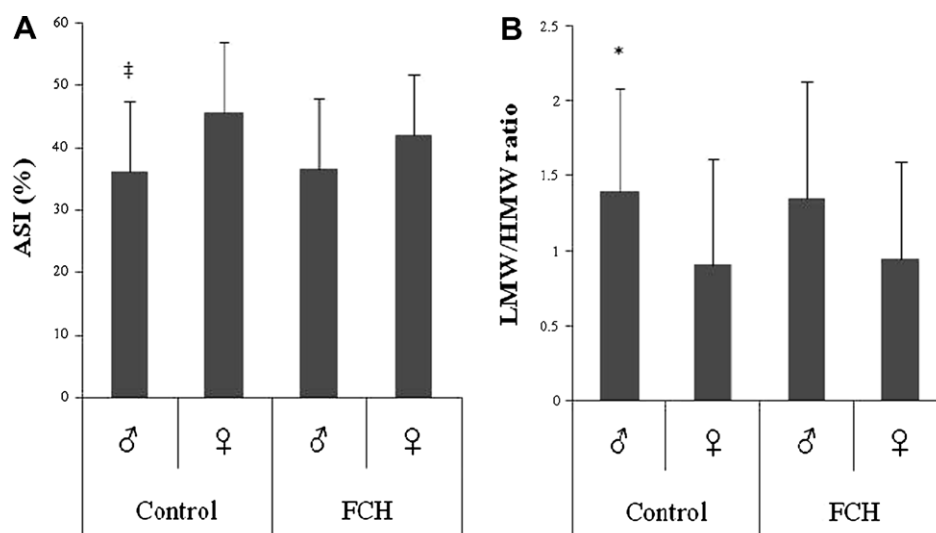 A
ASI (%)
60
50
40
30
20
10
0
‡
♂ ♀ ♂ ♀
Control FCH
B
LMW/HMW ratio
2.5
2
1.5
1
0.5
0
*
♂ ♀ ♂ ♀
Control FCH